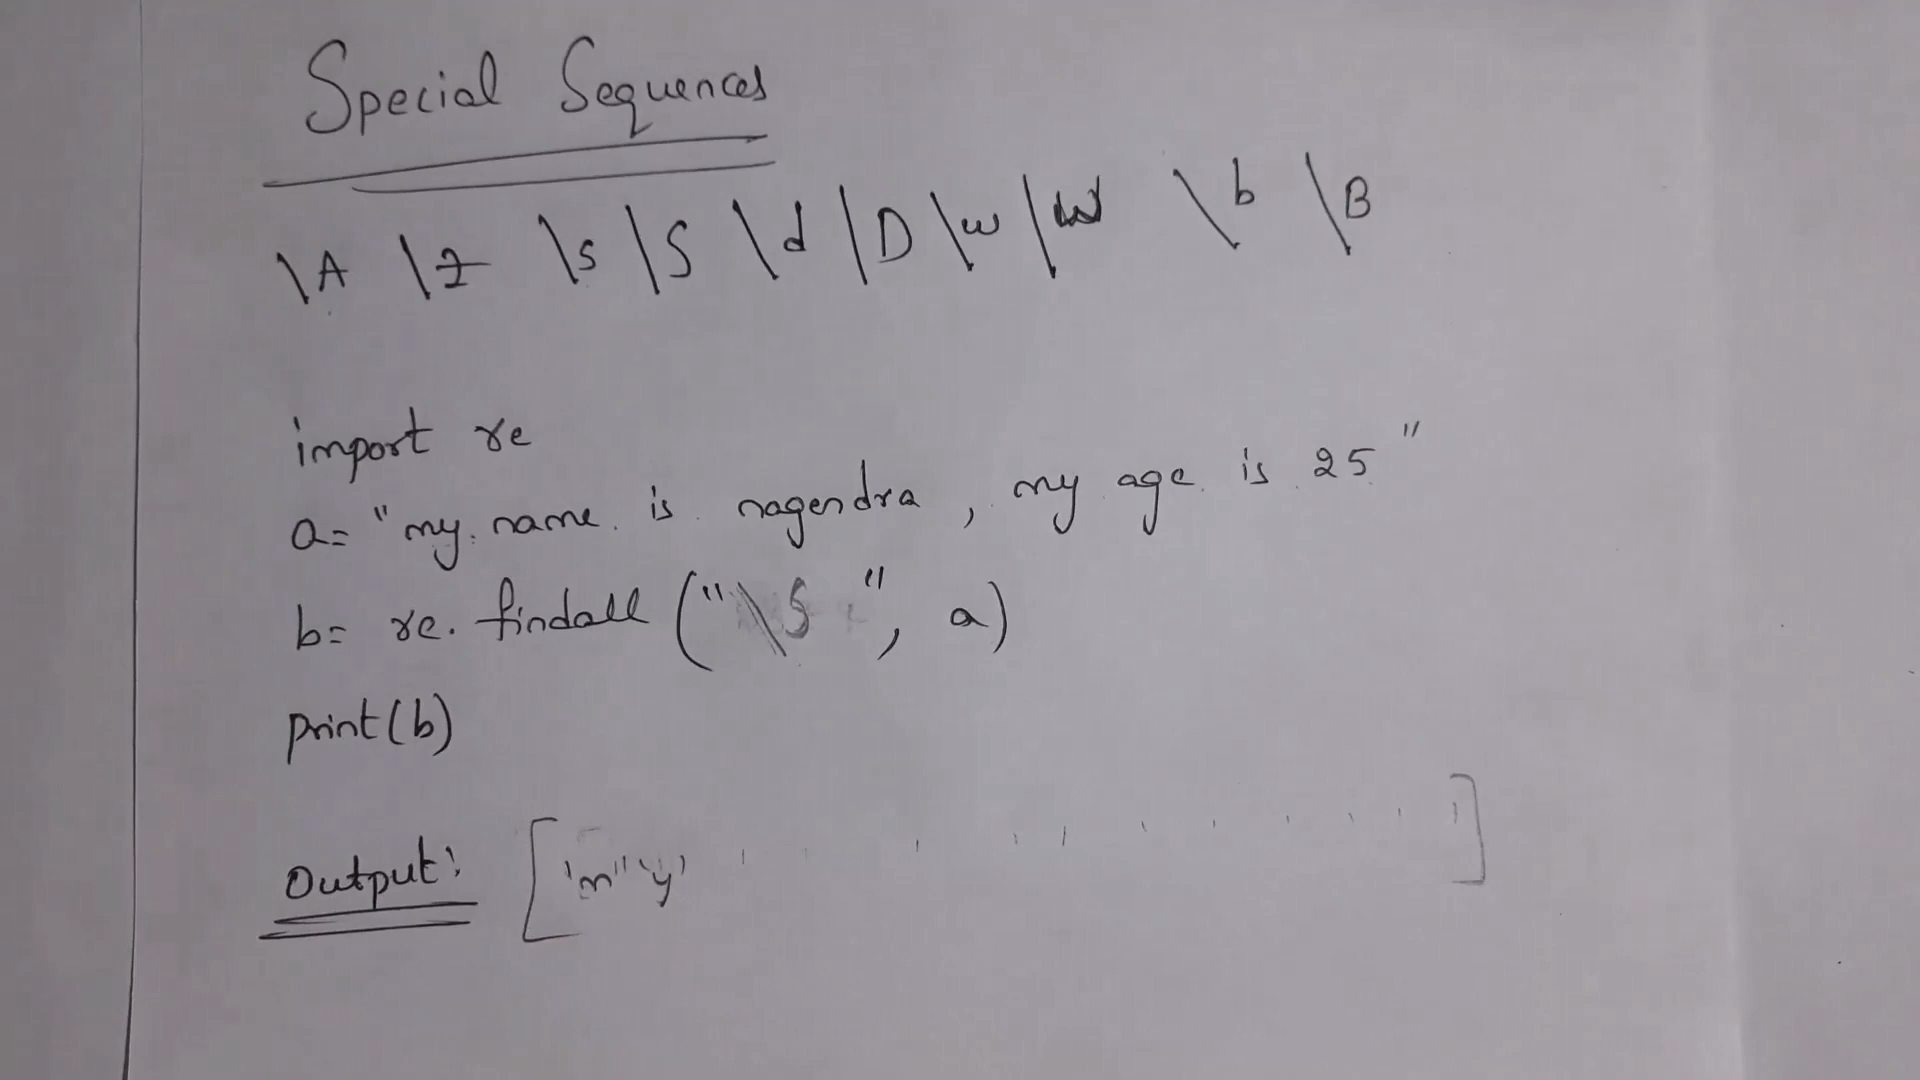 Special Sequences
\A \Z \s \S \d \D \w \W \b \B
import re
a= "my name is nagendra, my age is 25"
b= re.findall("\S", a)
print(b)
Output: ['m''y' ' ' ' ' ' ' ' ' ' ' ']